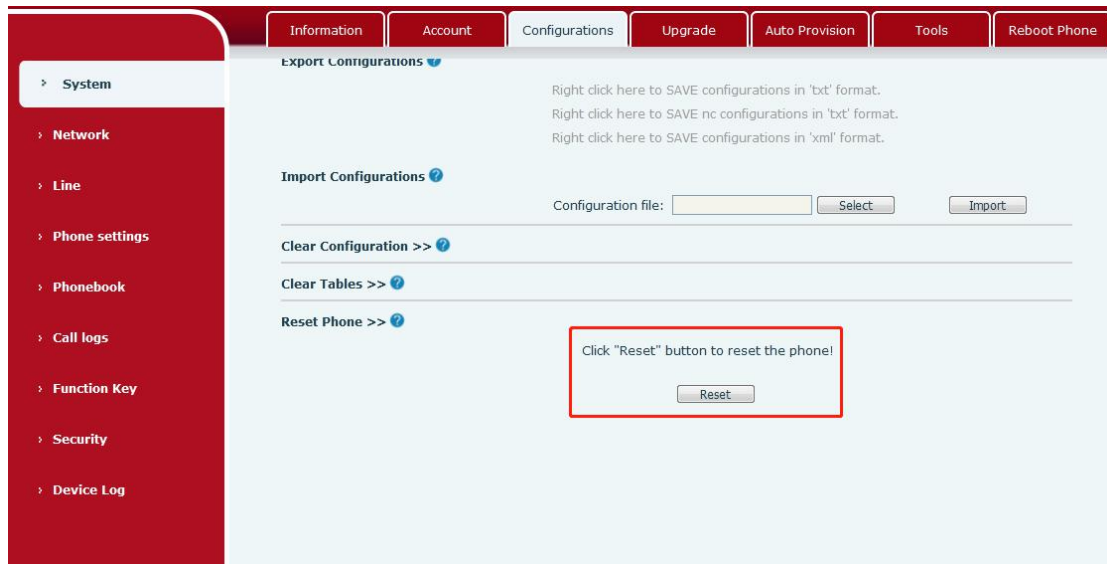 Information Account Configurations Upgrade Auto Provision Tools Reboot Phone
System
Network
Line
Phone settings
Phonebook
Call logs
Function Key
Security
Device Log
Export Configurations
Right click here to SAVE configurations in 'txt' format.
Right click here to SAVE nc configurations in 'txt' format.
Right click here to SAVE configurations in 'xml' format.
Import Configurations
Configuration file: Select Import
Clear Configuration >>
Clear Tables >>
Reset Phone >>
Click "Reset" button to reset the phone!
Reset